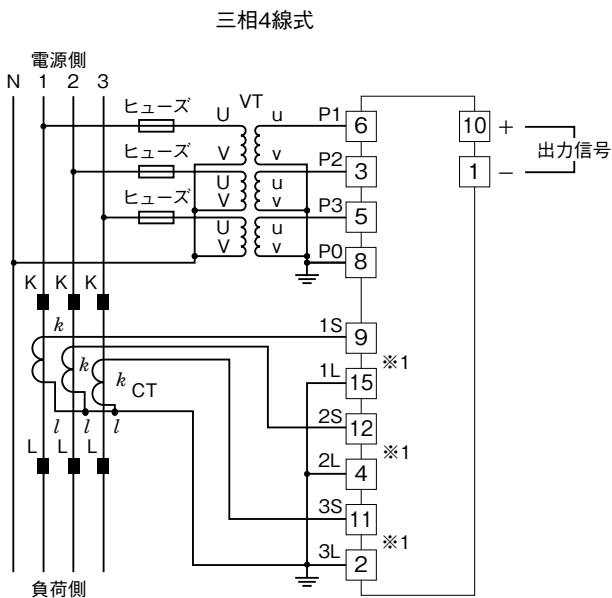 三相4線式
電源側
N 1 2 3
ヒューズ
ヒューズ
ヒューズ
VT
U u P1 6
V v
U u P2 3
V v
U u P3 5
V v
P0 8
10 +
1 −
出力信号
K K K
k
k
k
CT
l l l
L L L
1S 9
※1
1L 15
2S 12
※1
2L 4
3S 11
※1
3L 2
負荷側